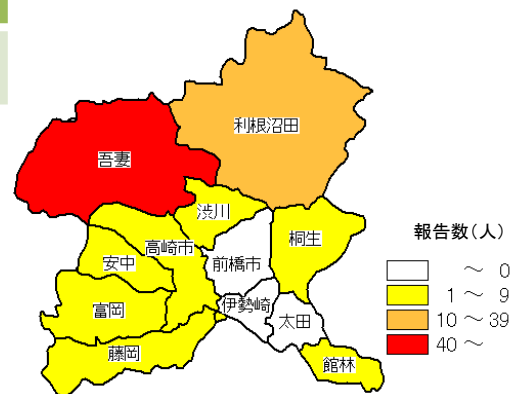 利根沼田
吾妻
渋川
桐生
高崎市
安中
前橋市
富岡
伊勢崎
太田
藤岡
館林
報告数(人)
～ 0
1 ～ 9
10 ～ 39
40 ～